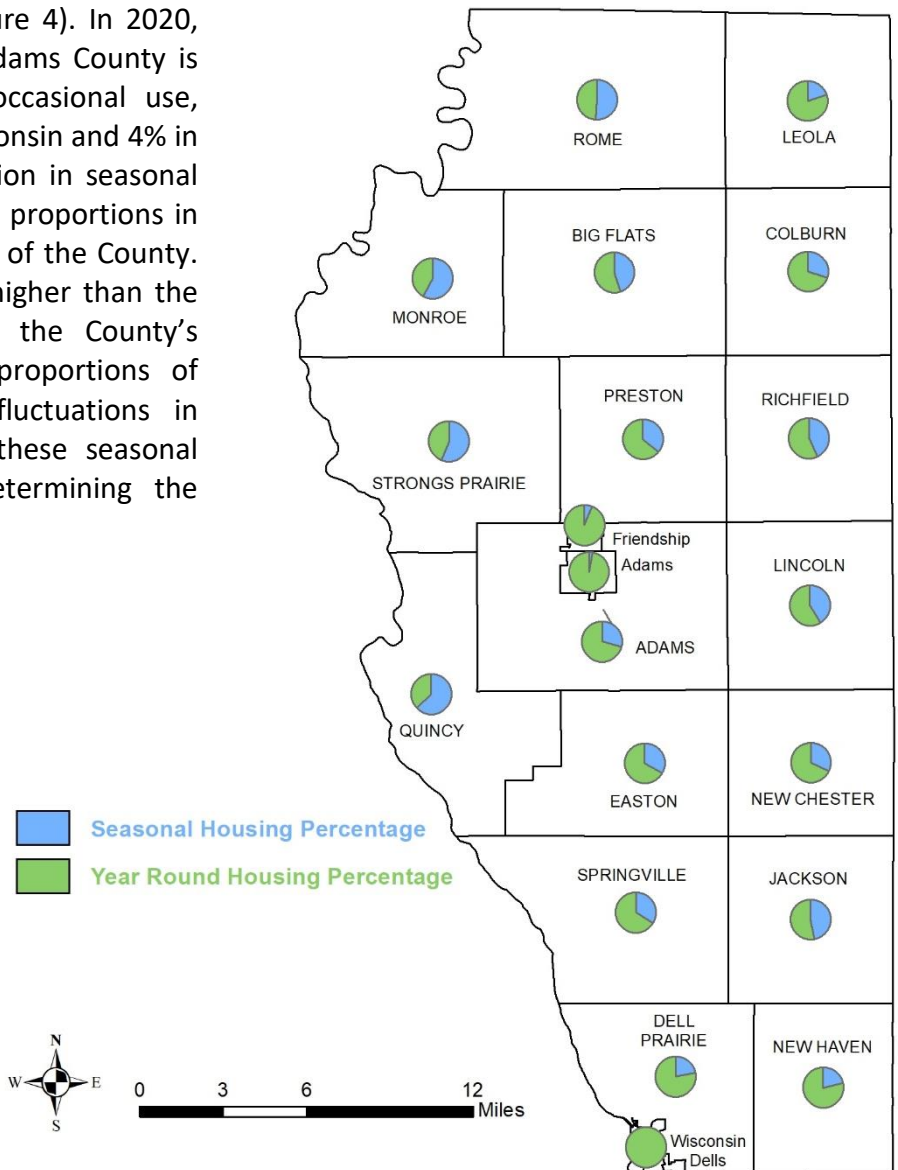 ure 4). In 2020,
dams County is
occasional use,
onsin and 4% in
ion in seasonal
proportions in
of the County.
higher than the
the County's
proportions of
fluctuations in
these seasonal
etermining the
ROME
LEOLA
BIG FLATS
COLBURN
MONROE
PRESTON
RICHFIELD
STRONGS PRAIRIE
Friendship
Adams
LINCOLN
ADAMS
QUINCY
EASTON
NEW CHESTER
Seasonal Housing Percentage
Year Round Housing Percentage
SPRINGVILLE
JACKSON
DELL
PRAIRIE
NEW HAVEN
N
W E
S
0 3 6 12
Miles
Wisconsin
Dells